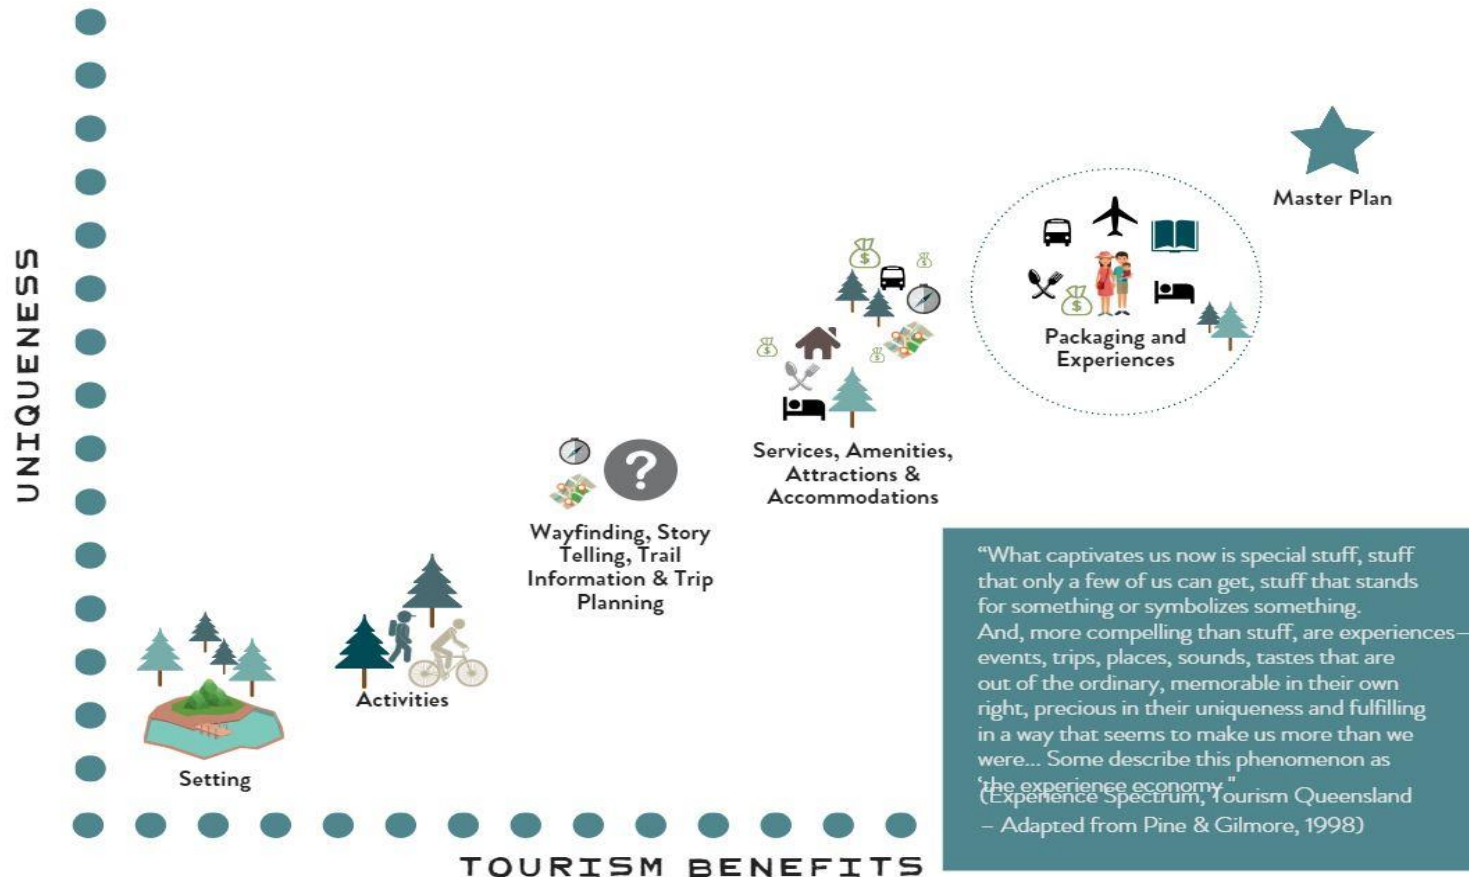 UNIQUENESS
Master Plan
Packaging and
Experiences
Services, Amenities,
Attractions &
Accommodations
?
Wayfinding, Story
Telling, Trail
Information & Trip
Planning
Activities
Setting
$
$
$
$
$
TOURISM BENEFITS
“What captivates us now is special stuff, stuff
that only a few of us can get, stuff that stands
for something or symbolizes something.
And, more compelling than stuff, are experiences–
events, trips, places, sounds, tastes that are
out of the ordinary, memorable in their own
right, precious in their uniqueness and fulfilling
in a way that seems to make us more than we
were... Some describe this phenomenon as
‘the experience economy."
(Experience Spectrum, Tourism Queensland
– Adapted from Pine & Gilmore, 1998)